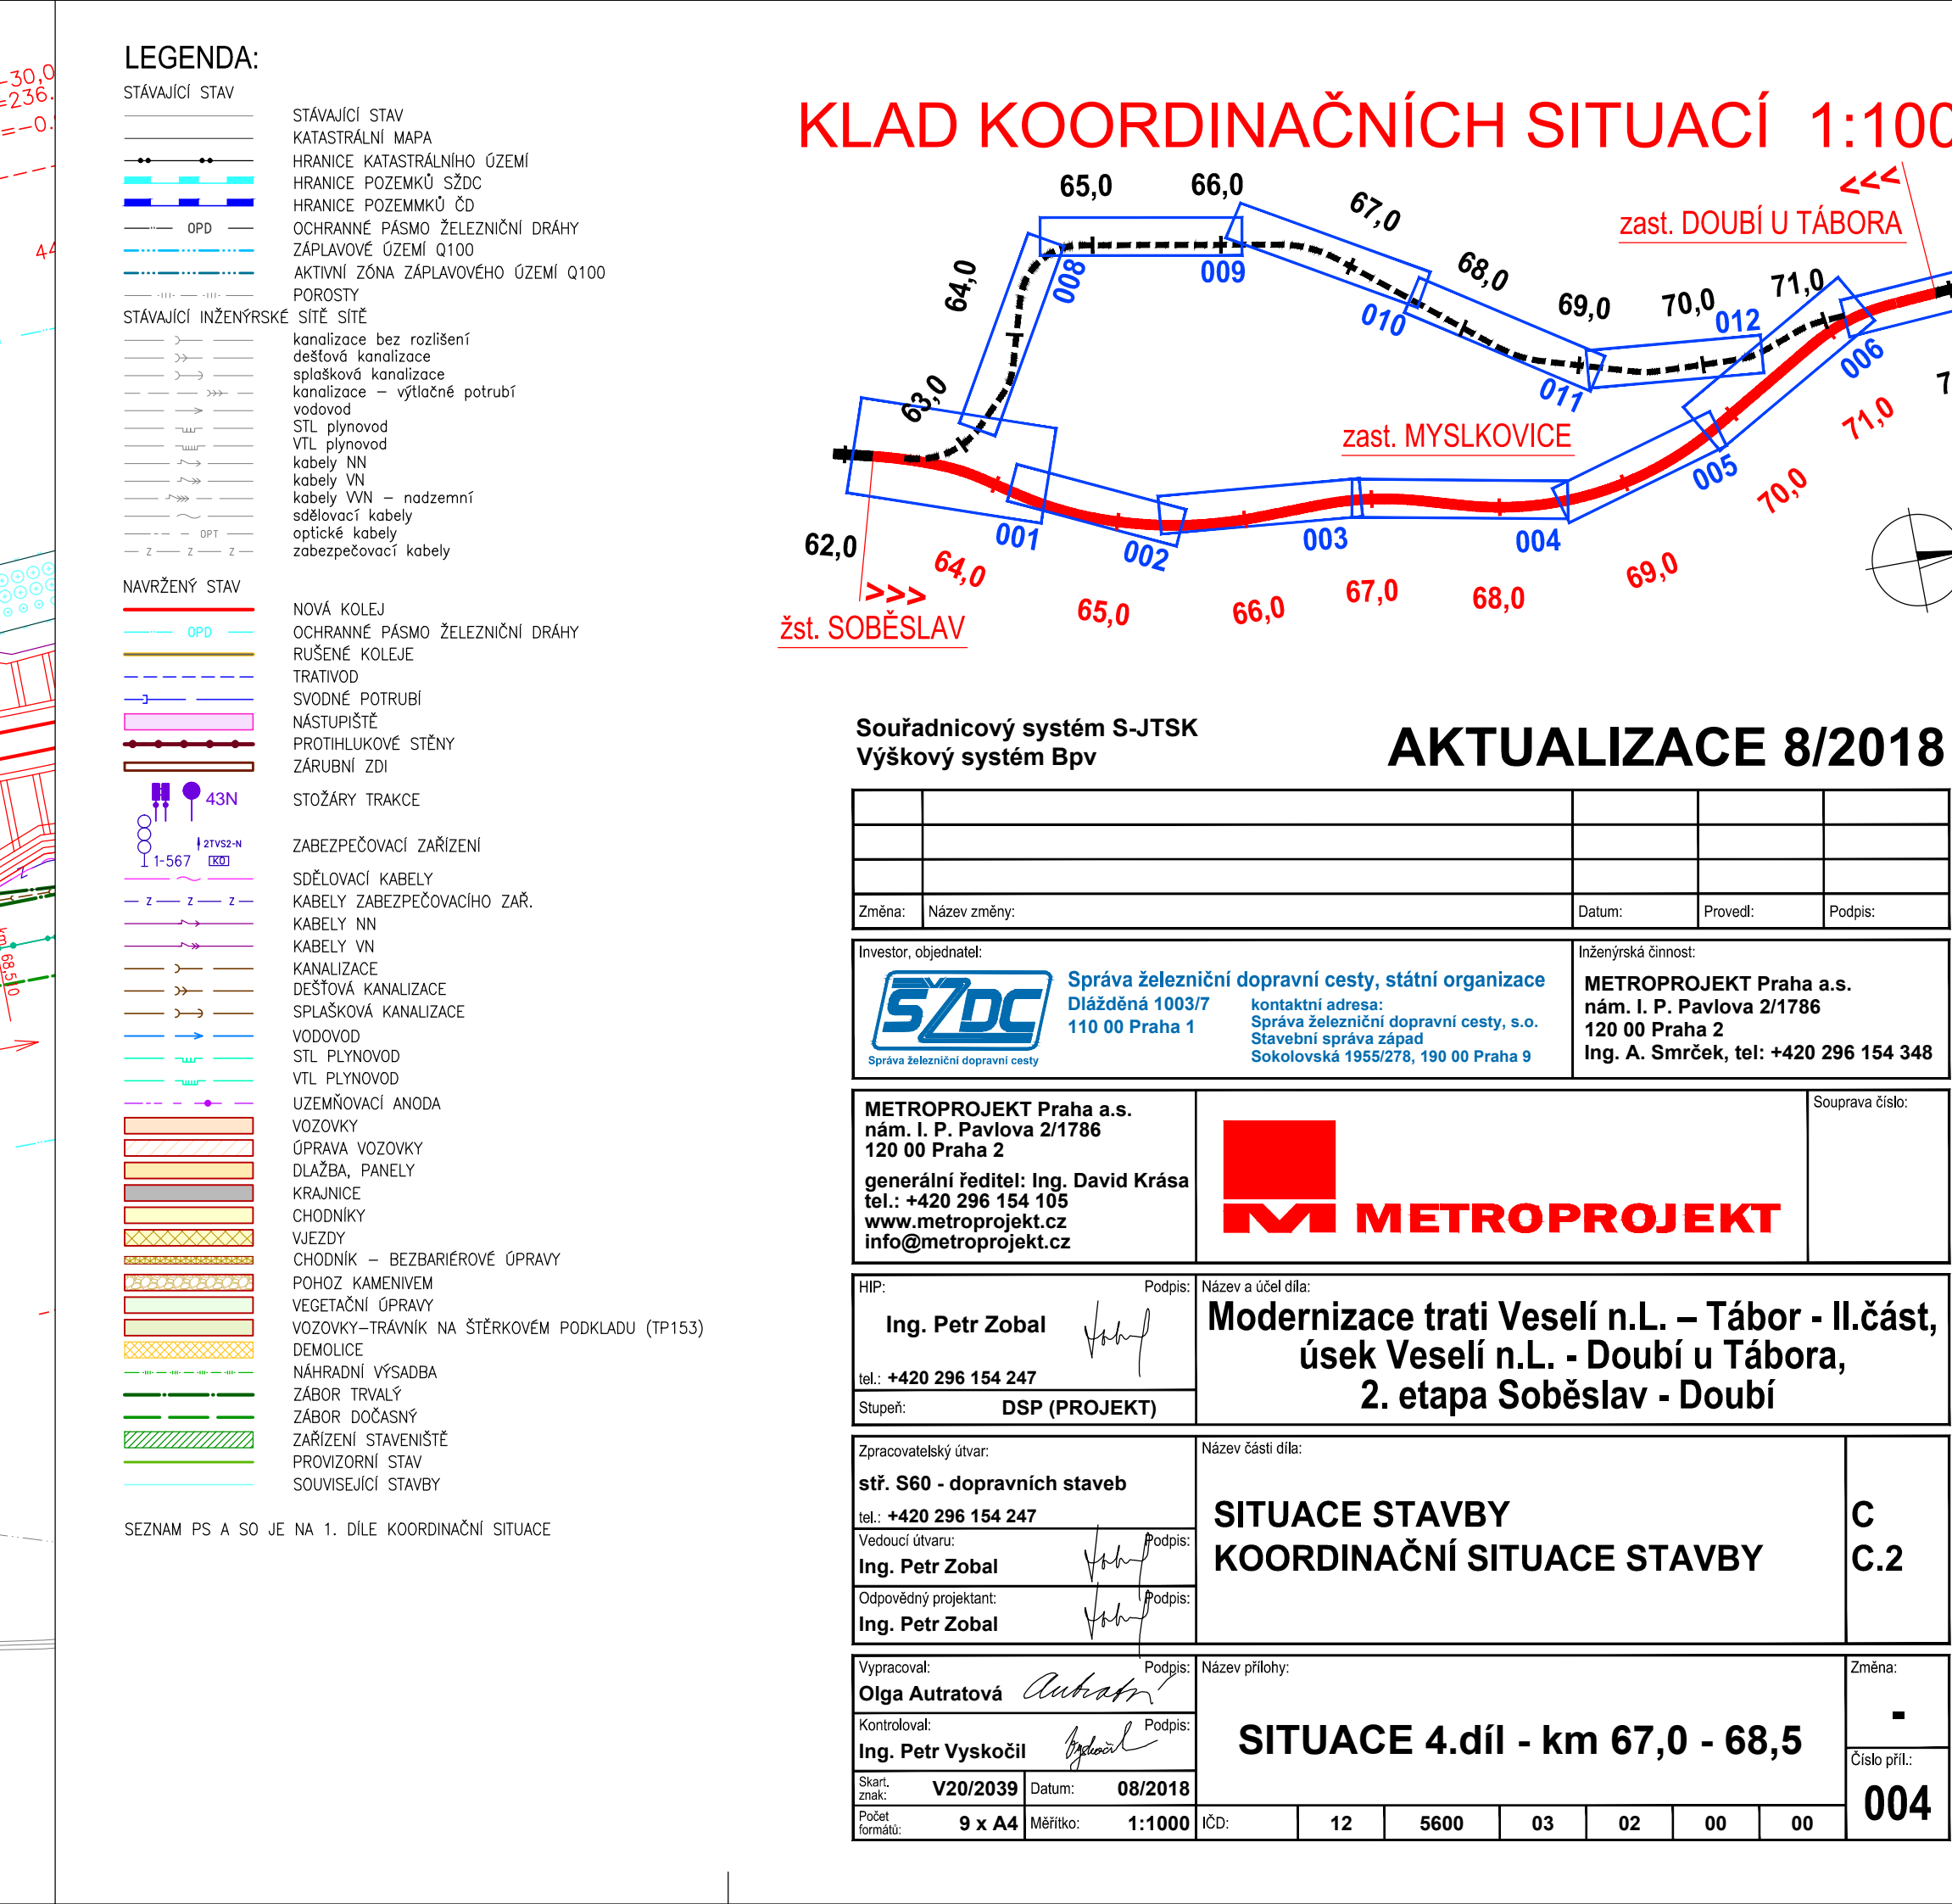 -30,0
=236.
=-0.
44
km 68,550
LEGENDA:
STÁVAJÍCÍ STAV
STÁVAJÍCÍ STAV
KATASTRÁLNÍ MAPA
HRANICE KATASTRÁLNÍHO ÚZEMÍ
HRANICE POZEMKŮ SŽDC
HRANICE POZEMMKŮ ČD
OPD OCHRANNÉ PÁSMO ŽELEZNIČNÍ DRÁHY
ZÁPLAVOVÉ ÚZEMÍ Q100
AKTIVNÍ ZÓNA ZÁPLAVOVÉHO ÚZEMÍ Q100
POROSTY
STÁVAJÍCÍ INŽENÝRSKÉ SÍTĚ SÍTĚ
kanalizace bez rozlišení
dešťová kanalizace
splašková kanalizace
kanalizace – výtlačné potrubí
vodovod
STL plynovod
VTL plynovod
kabely NN
kabely VN
kabely VVN – nadzemní
sdělovací kabely
OPT optické kabely
Z Z Z zabezpečovací kabely
NAVRŽENÝ STAV
NOVÁ KOLEJ
OPD OCHRANNÉ PÁSMO ŽELEZNIČNÍ DRÁHY
RUŠENÉ KOLEJE
TRATIVOD
SVODNÉ POTRUBÍ
NÁSTUPIŠTĚ
PROTIHLUKOVÉ STĚNY
ZÁRUBNÍ ZDI
43N STOŽÁRY TRAKCE
2TVS2-N
1-567 KO ZABEZPEČOVACÍ ZAŘÍZENÍ
SDĚLOVACÍ KABELY
Z Z Z KABELY ZABEZPEČOVACÍHO ZAŘ.
KABELY NN
KABELY VN
KANALIZACE
DEŠŤOVÁ KANALIZACE
SPLAŠKOVÁ KANALIZACE
VODOVOD
STL PLYNOVOD
VTL PLYNOVOD
UZEMŇOVACÍ ANODA
VOZOVKY
ÚPRAVA VOZOVKY
DLAŽBA, PANELY
KRAJNICE
CHODNÍKY
VJEZDY
CHODNÍK – BEZBARIÉROVÉ ÚPRAVY
POHOZ KAMENIVEM
VEGETAČNÍ ÚPRAVY
VOZOVKY–TRÁVNÍK NA ŠTĚRKOVÉM PODKLADU (TP153)
DEMOLICE
NÁHRADNÍ VÝSADBA
ZÁBOR TRVALÝ
ZÁBOR DOČASNÝ
ZAŘÍZENÍ STAVENIŠTĚ
PROVIZORNÍ STAV
SOUVISEJÍCÍ STAVBY
SEZNAM PS A SO JE NA 1. DÍLE KOORDINAČNÍ SITUACE
KLAD KOORDINAČNÍCH SITUACÍ 1:100
<<<
65,0 66,0 67,0
zast. DOUBÍ U TÁBORA
64,0 008 009 68,0 71,0
010 69,0 70,0 012
63,0 011 006
zast. MYSLKOVICE 71,0 7
005 70,0
62,0 001 002 003 004
64,0 65,0 66,0 67,0 68,0 69,0
>>>
žst. SOBĚSLAV
Souřadnicový systém S-JTSK
Výškový systém Bpv
AKTUALIZACE 8/2018
Změna: Název změny: Datum: Provedl: Podpis:
Investor, objednatel:
SŽDC
Správa železniční dopravní cesty
Správa železniční dopravní cesty, státní organizace
Dlážděná 1003/7
110 00 Praha 1
kontaktní adresa:
Správa železniční dopravní cesty, s.o.
Stavební správa západ
Sokolovská 1955/278, 190 00 Praha 9
Inženýrská činnost:
METROPROJEKT Praha a.s.
nám. I. P. Pavlova 2/1786
120 00 Praha 2
Ing. A. Smrček, tel: +420 296 154 348
METROPROJEKT Praha a.s.
nám. I. P. Pavlova 2/1786
120 00 Praha 2
generální ředitel: Ing. David Krása
tel.: +420 296 154 105
www.metroprojekt.cz
info@metroprojekt.cz
METROPROJEKT
Souprava číslo:
HIP: Podpis:
Ing. Petr Zobal
tel.: +420 296 154 247
Stupeň: DSP (PROJEKT)
Název a účel díla:
Modernizace trati Veselí n.L. – Tábor - II.část,
úsek Veselí n.L. - Doubí u Tábora,
2. etapa Soběslav - Doubí
Zpracovatelský útvar:
stř. S60 - dopravních staveb
tel.: +420 296 154 247
Vedoucí útvaru: Podpis:
Ing. Petr Zobal
Odpovědný projektant: Podpis:
Ing. Petr Zobal
Název části díla:
SITUACE STAVBY C
KOORDINAČNÍ SITUACE STAVBY C.2
Vypracoval: Podpis:
Olga Autratová
Kontroloval: Podpis:
Ing. Petr Vyskočil
Skart. znak: V20/2039 Datum: 08/2018
Počet formátů: 9 x A4 Měřítko: 1:1000
Název přílohy:
SITUACE 4.díl - km 67,0 - 68,5
Změna:
-
Číslo příl.:
004
IČD: 12 5600 03 02 00 00